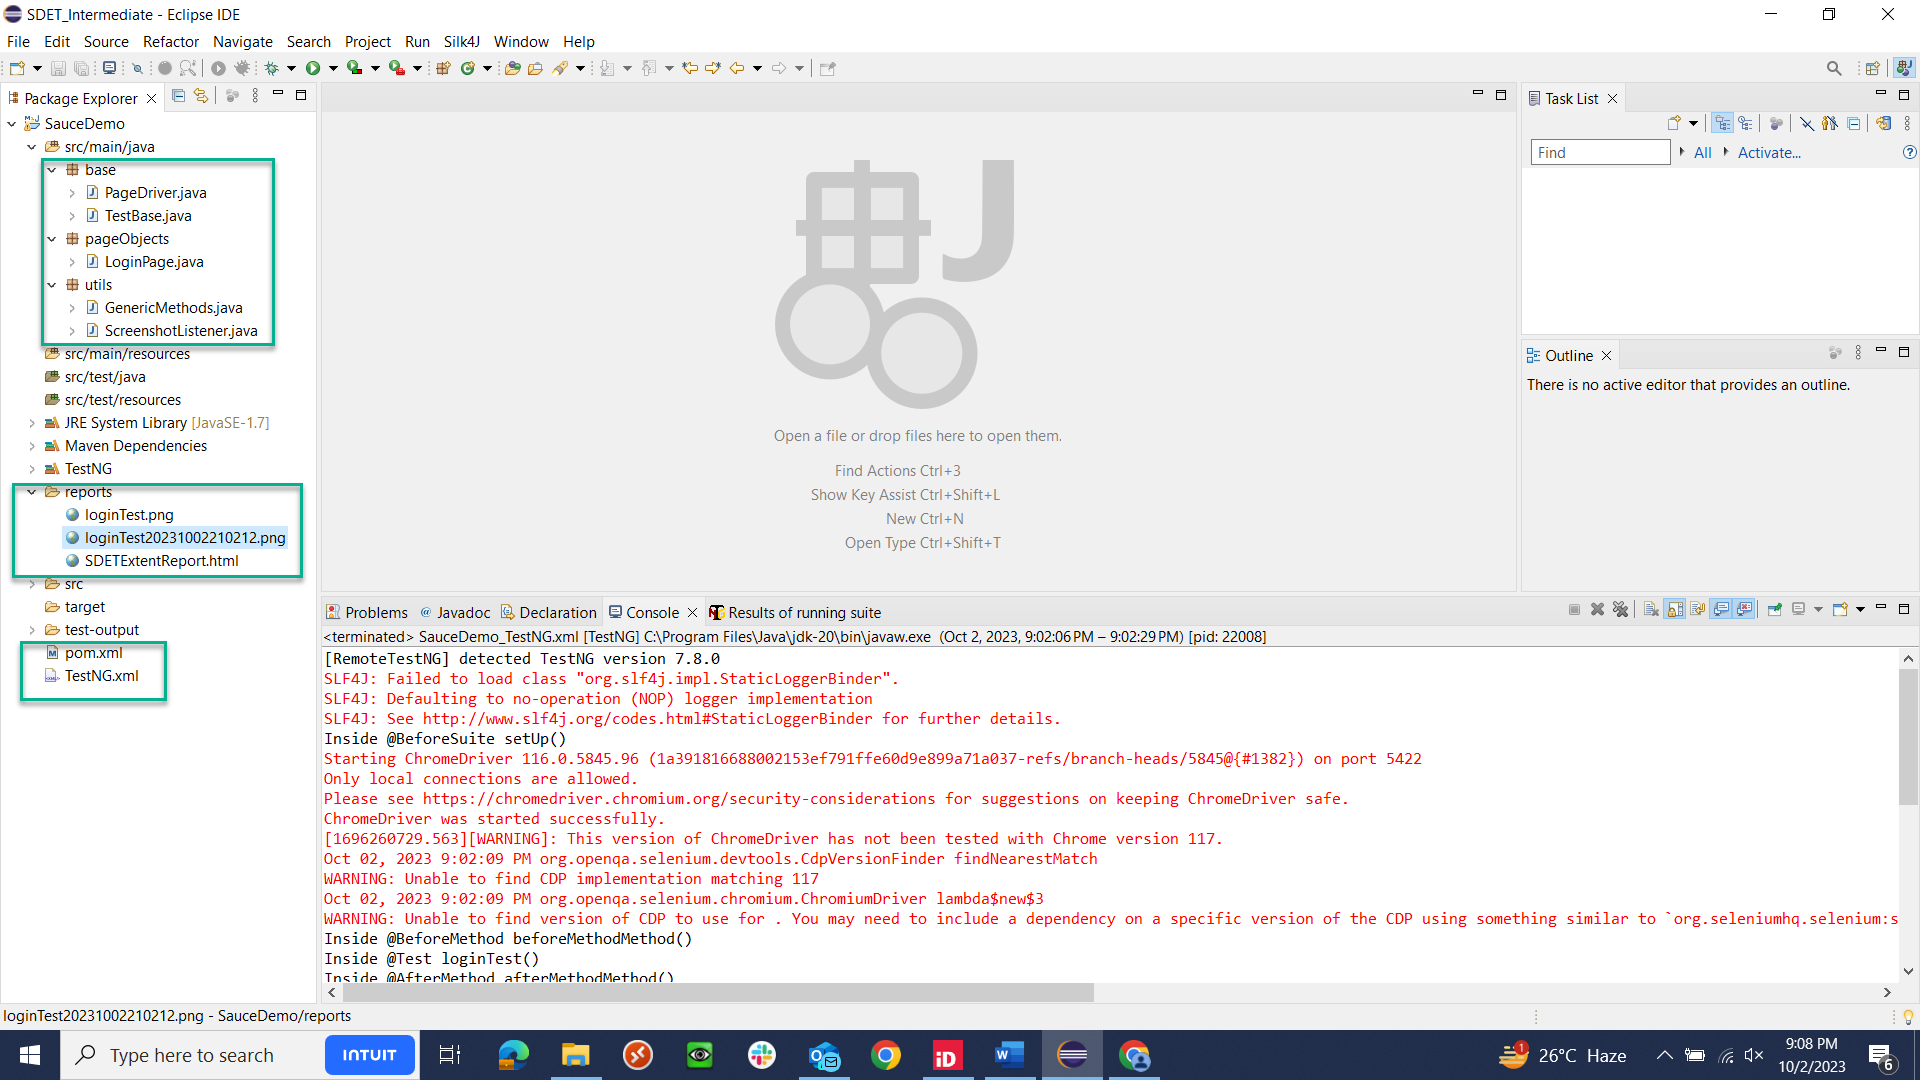 SDET_Intermediate - Eclipse IDE
File Edit Source Refactor Navigate Search Project Run Silk4J Window Help
Package Explorer
SauceDemo
src/main/java
base
PageDriver.java
TestBase.java
pageObjects
LoginPage.java
utils
GenericMethods.java
ScreenshotListener.java
src/main/resources
src/test/java
src/test/resources
JRE System Library [JavaSE-1.7]
Maven Dependencies
TestNG
reports
loginTest.png
loginTest20231002210212.png
SDETExtentReport.html
src
target
test-output
pom.xml
TestNG.xml
Open a file or drop files here to open them.
Find Actions Ctrl+3
Show Key Assist Ctrl+Shift+L
New Ctrl+N
Open Type Ctrl+Shift+T
Task List
Find All Activate...
Outline
There is no active editor that provides an outline.
Problems Javadoc Declaration Console Results of running suite
<terminated> SauceDemo_TestNG.xml [TestNG] C:\Program Files\Java\jdk-20\bin\javaw.exe (Oct 2, 2023, 9:02:06 PM – 9:02:29 PM) [pid: 22008]
[RemoteTestNG] detected TestNG version 7.8.0
SLF4J: Failed to load class "org.slf4j.impl.StaticLoggerBinder".
SLF4J: Defaulting to no-operation (NOP) logger implementation
SLF4J: See http://www.slf4j.org/codes.html#StaticLoggerBinder for further details.
Inside @BeforeSuite setUp()
Starting ChromeDriver 116.0.5845.96 (1a391816688002153ef791ffe60d9e899a71a037-refs/branch-heads/5845@{#1382}) on port 5422
Only local connections are allowed.
Please see https://chromedriver.chromium.org/security-considerations for suggestions on keeping ChromeDriver safe.
ChromeDriver was started successfully.
[1696260729.563][WARNING]: This version of ChromeDriver has not been tested with Chrome version 117.
Oct 02, 2023 9:02:09 PM org.openqa.selenium.devtools.CdpVersionFinder findNearestMatch
WARNING: Unable to find CDP implementation matching 117
Oct 02, 2023 9:02:09 PM org.openqa.selenium.chromium.ChromiumDriver lambda$new$3
WARNING: Unable to find version of CDP to use for . You may need to include a dependency on a specific version of the CDP using something similar to `org.seleniumhq.selenium:s
Inside @BeforeMethod beforeMethodMethod()
Inside @Test loginTest()
Inside @AfterMethod afterMethodMethod()
loginTest20231002210212.png - SauceDemo/reports
Type here to search
INTUIT
26°C Haze
9:08 PM
10/2/2023
6